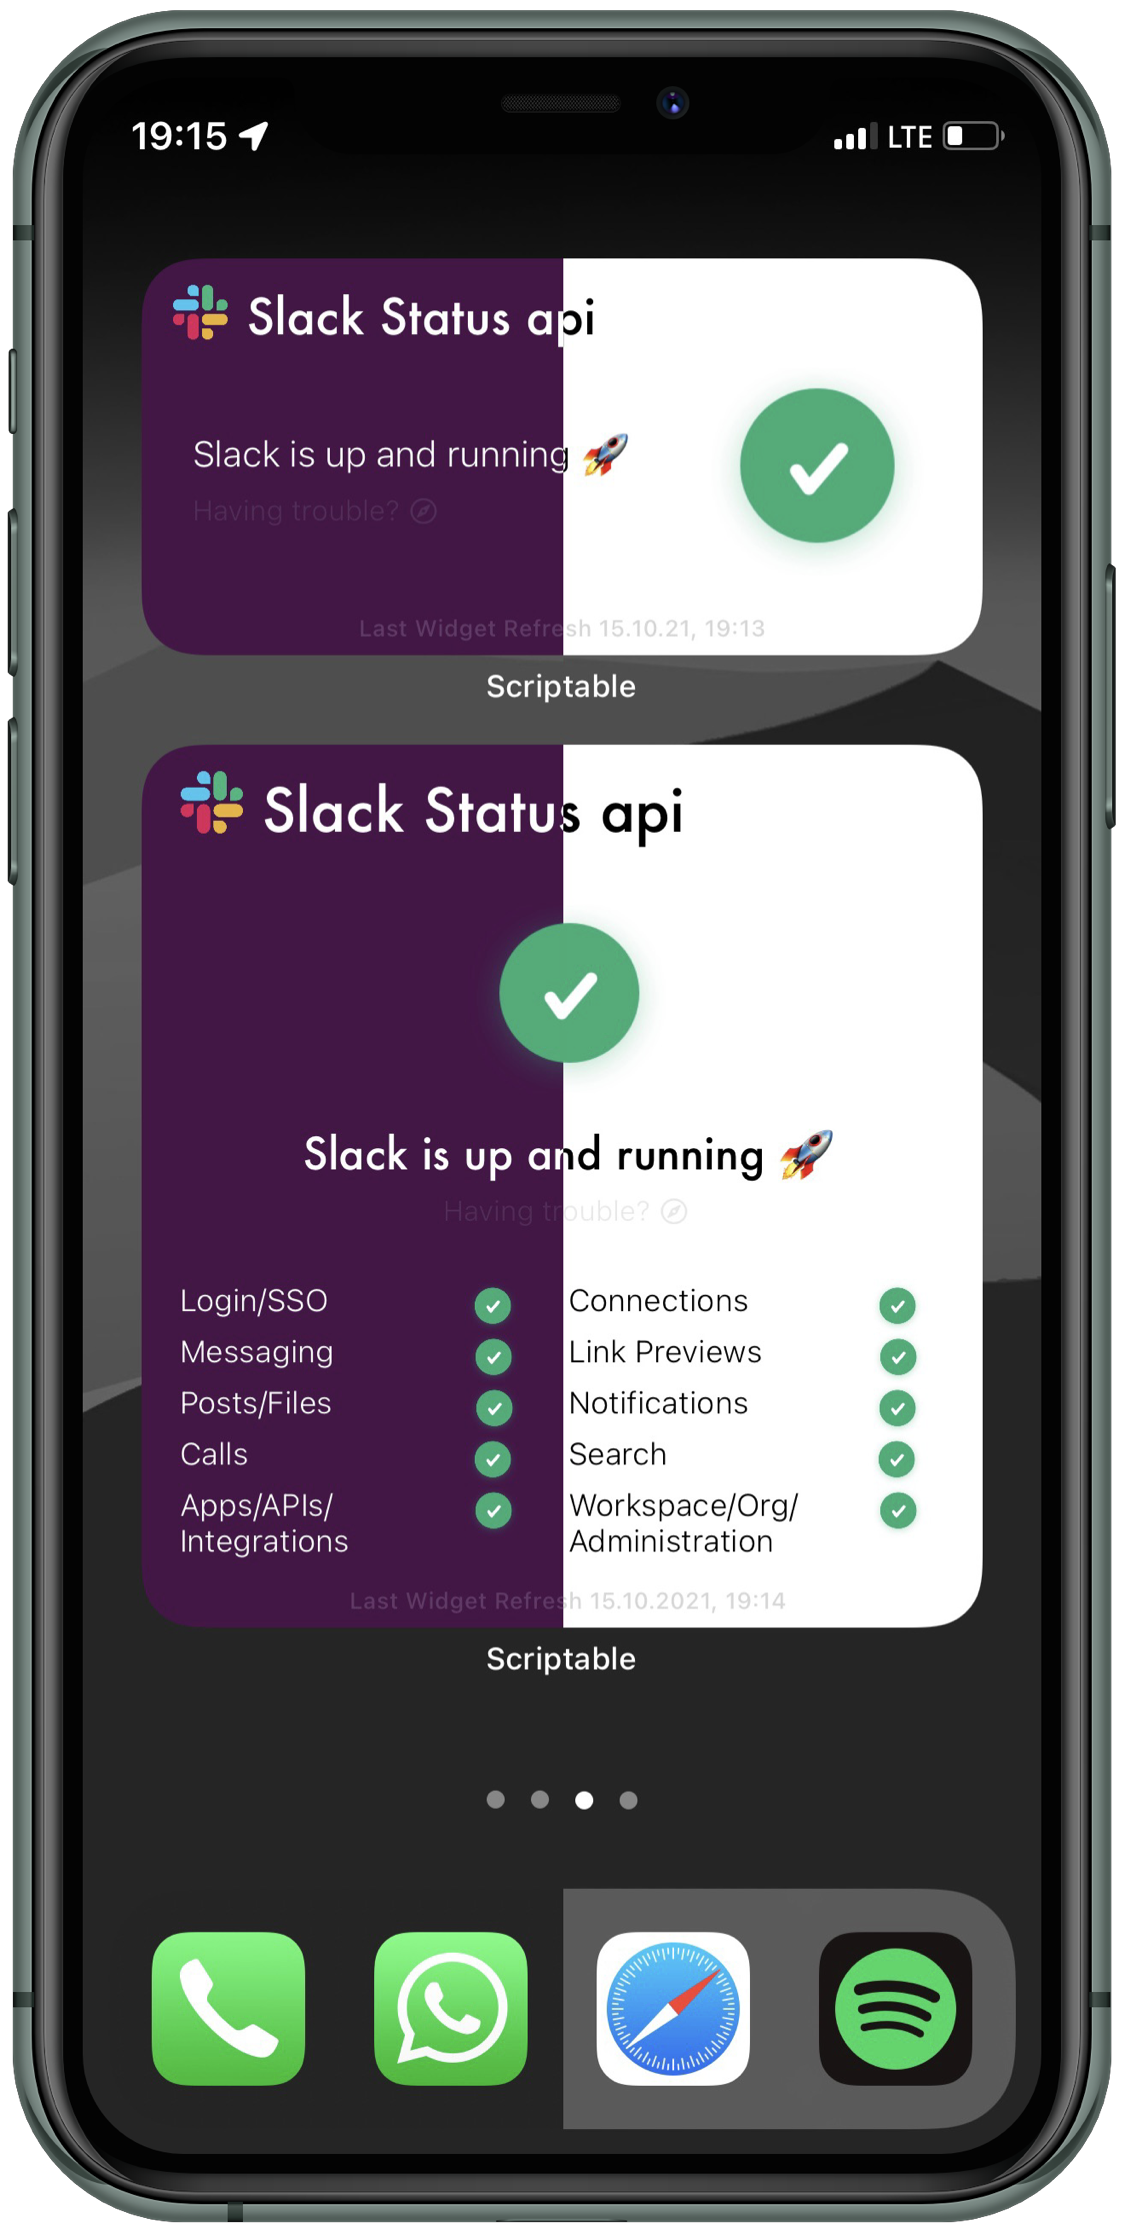 19:15 LTE
Slack Status api
Slack is up and running 🚀
Having trouble?
Last Widget Refresh 15.10.21, 19:13
Scriptable
Slack Status api
Slack is up and running 🚀
Having trouble?
Login/SSO
Connections
Messaging
Link Previews
Posts/Files
Notifications
Calls
Search
Apps/APIs/
Integrations
Workspace/Org/
Administration
Last Widget Refresh 15.10.2021, 19:14
Scriptable